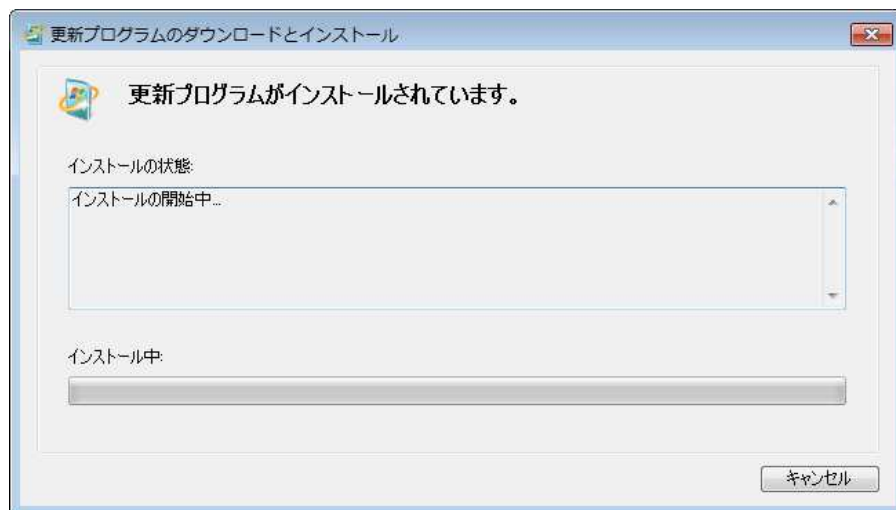 更新プログラムのダウンロードとインストール
更新プログラムがインストールされています。
インストールの状態:
インストールの開始中...
インストール中:
キャンセル